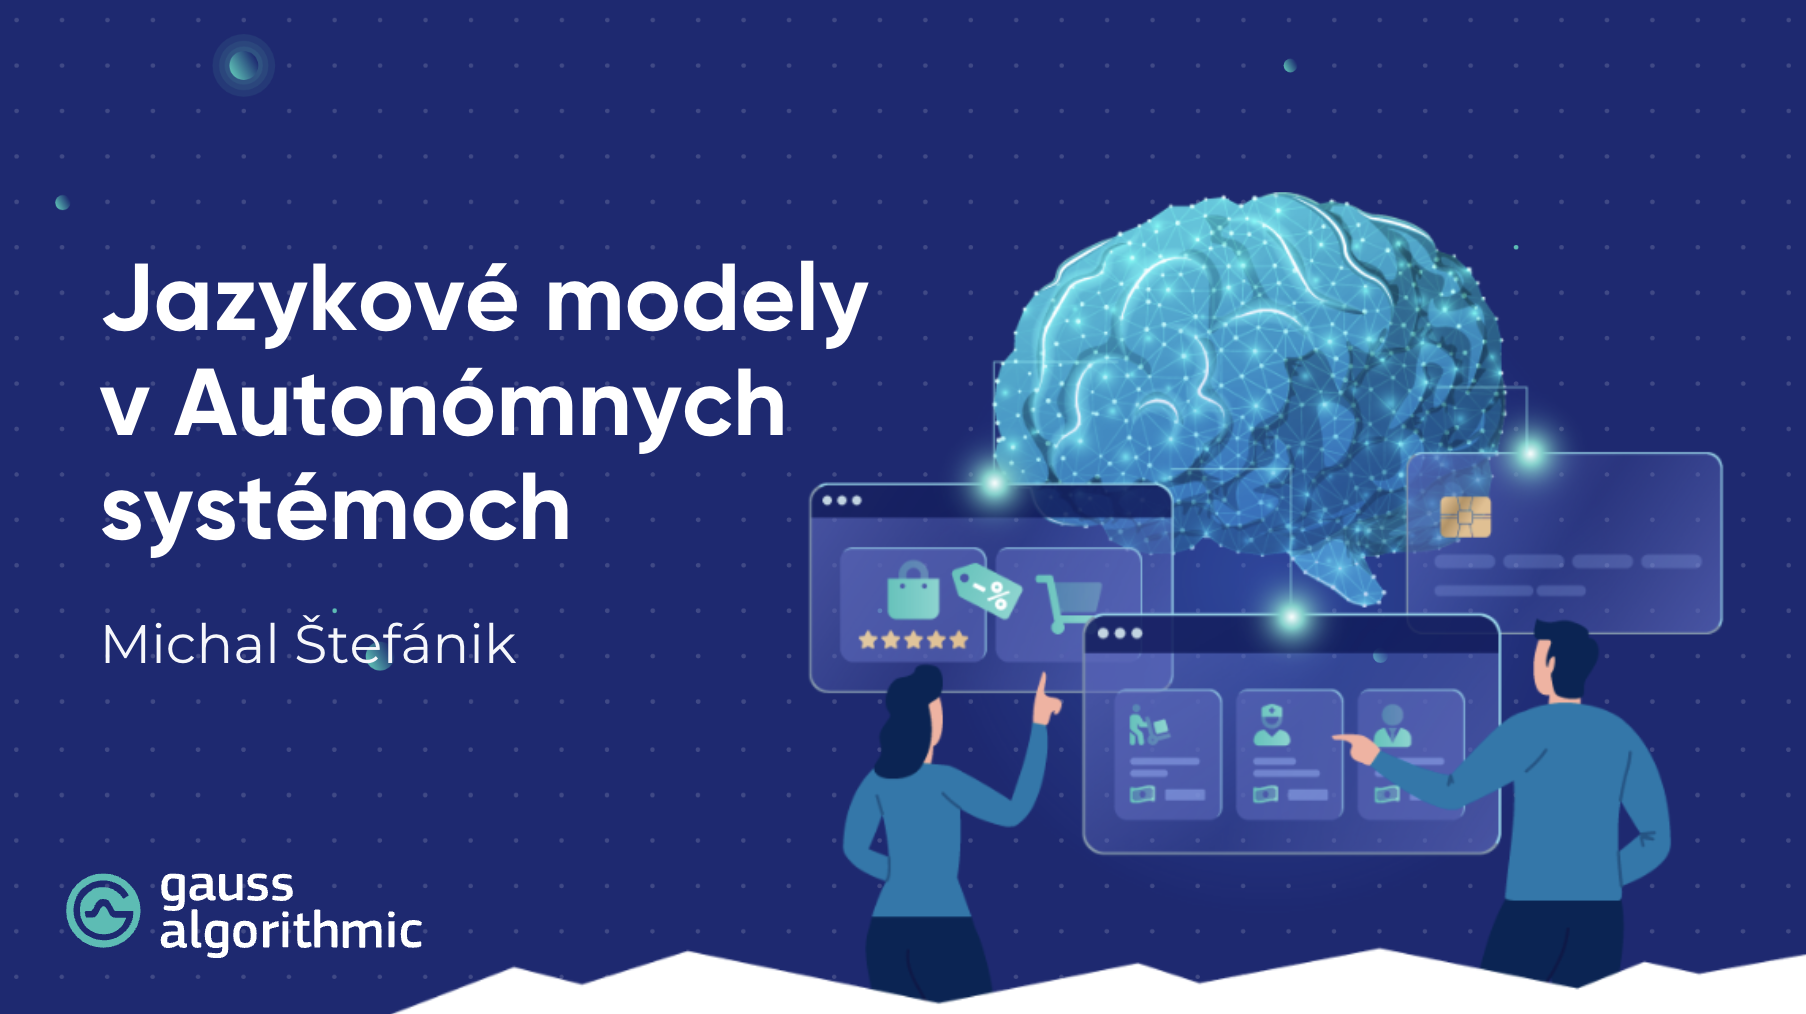 Jazykové modely
v Autonómnych
systémoch
Michal Štefánik
gauss
algorithmic
-%